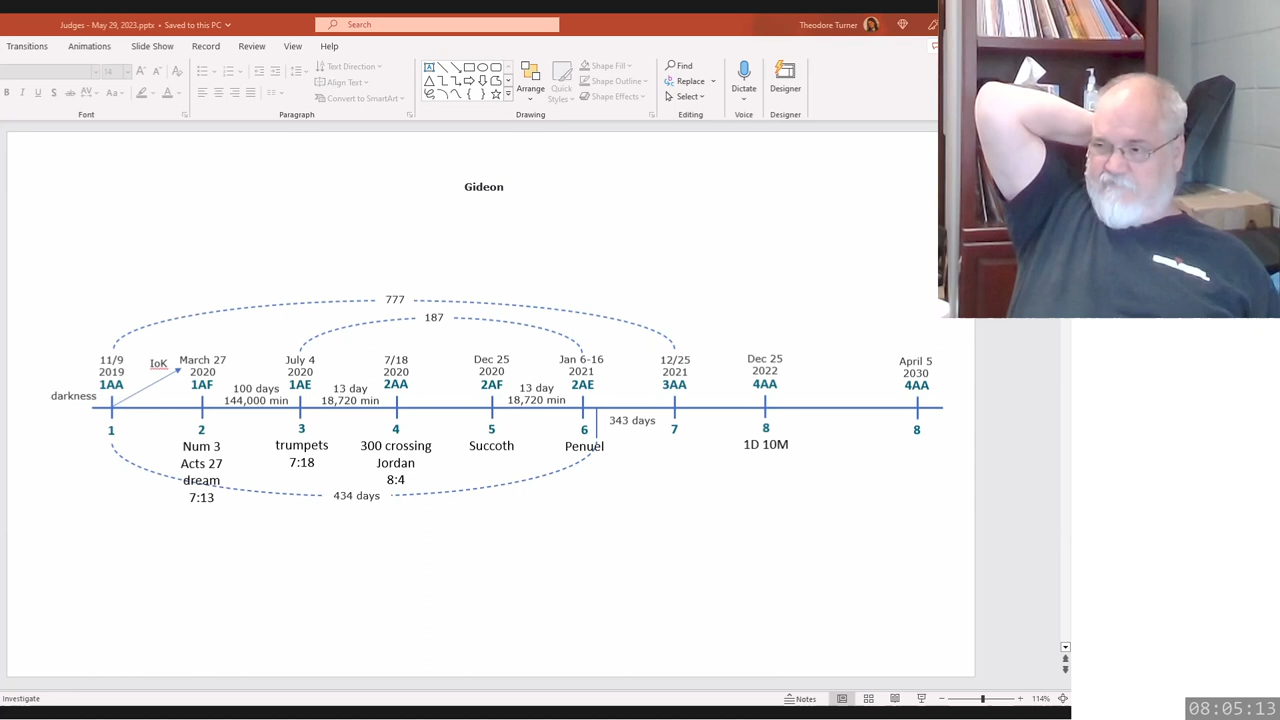 Judges - May 29, 2023.pptx • Saved to this PC
Search
Theodore Turner
Transitions Animations Slide Show Record Review View Help
14
Text Direction
Align Text
Convert to SmartArt
Arrange
Quick Styles
Shape Fill
Shape Outline
Shape Effects
Find
Replace
Select
Dictate
Designer
Font Paragraph Drawing Editing Voice Designer
Gideon
777
187
11/9 2019 1AA
IoK
March 27 2020 1AF
July 4 2020 1AE
7/18 2020 2AA
Dec 25 2020 2AF
Jan 6-16 2021 2AE
12/25 2021 3AA
Dec 25 2022 4AA
April 5 2030 4AA
darkness
100 days
144,000 min
13 day
18,720 min
13 day
18,720 min
343 days
1 2 3 4 5 6 7 8 8
Num 3
Acts 27
dream
7:13
trumpets
7:18
300 crossing
Jordan
8:4
Succoth
Penuel
1D 10M
434 days
Investigate
Notes
114%
08:05:13